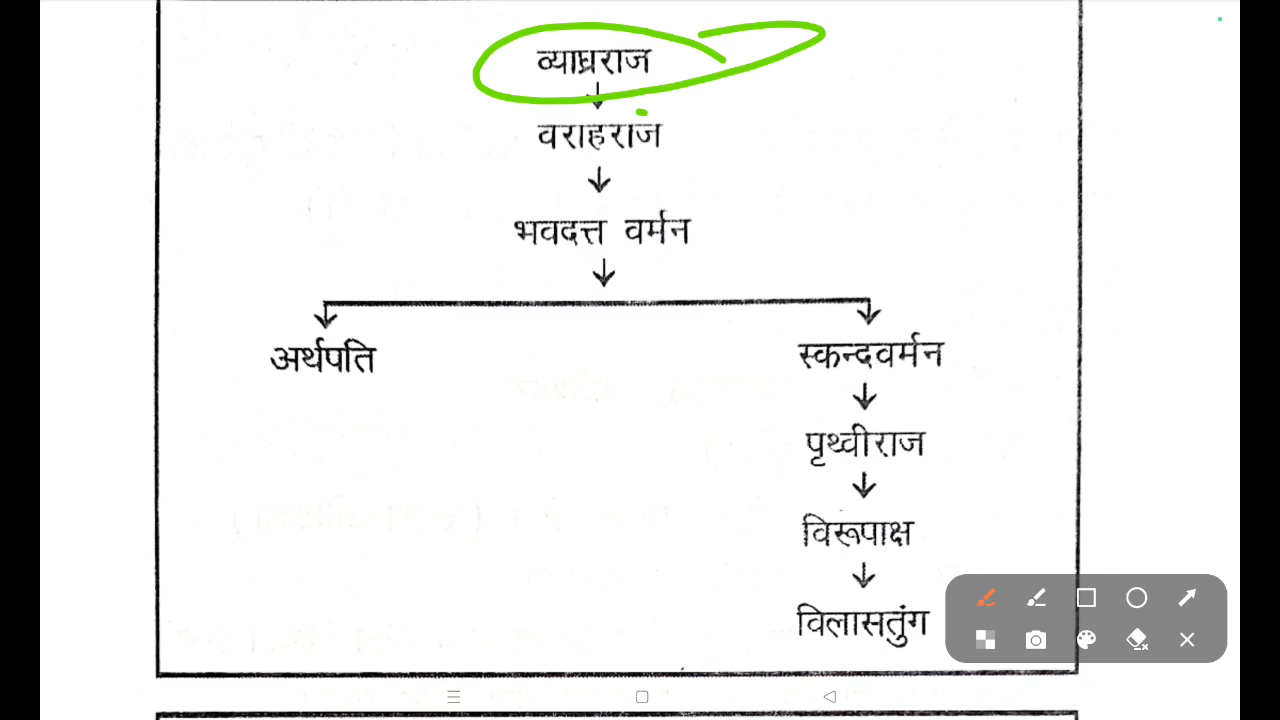 व्याघ्रराज
वराहराज
भवदत्त वर्मन
अर्थपति स्कन्दवर्मन
पृथ्वीराज
विरूपाक्ष
विलासतुंग